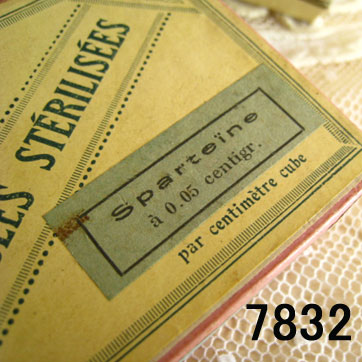 STÉRILISÉES
Sparteïne
à 0.05 centigr.
par centimètre cube
7832